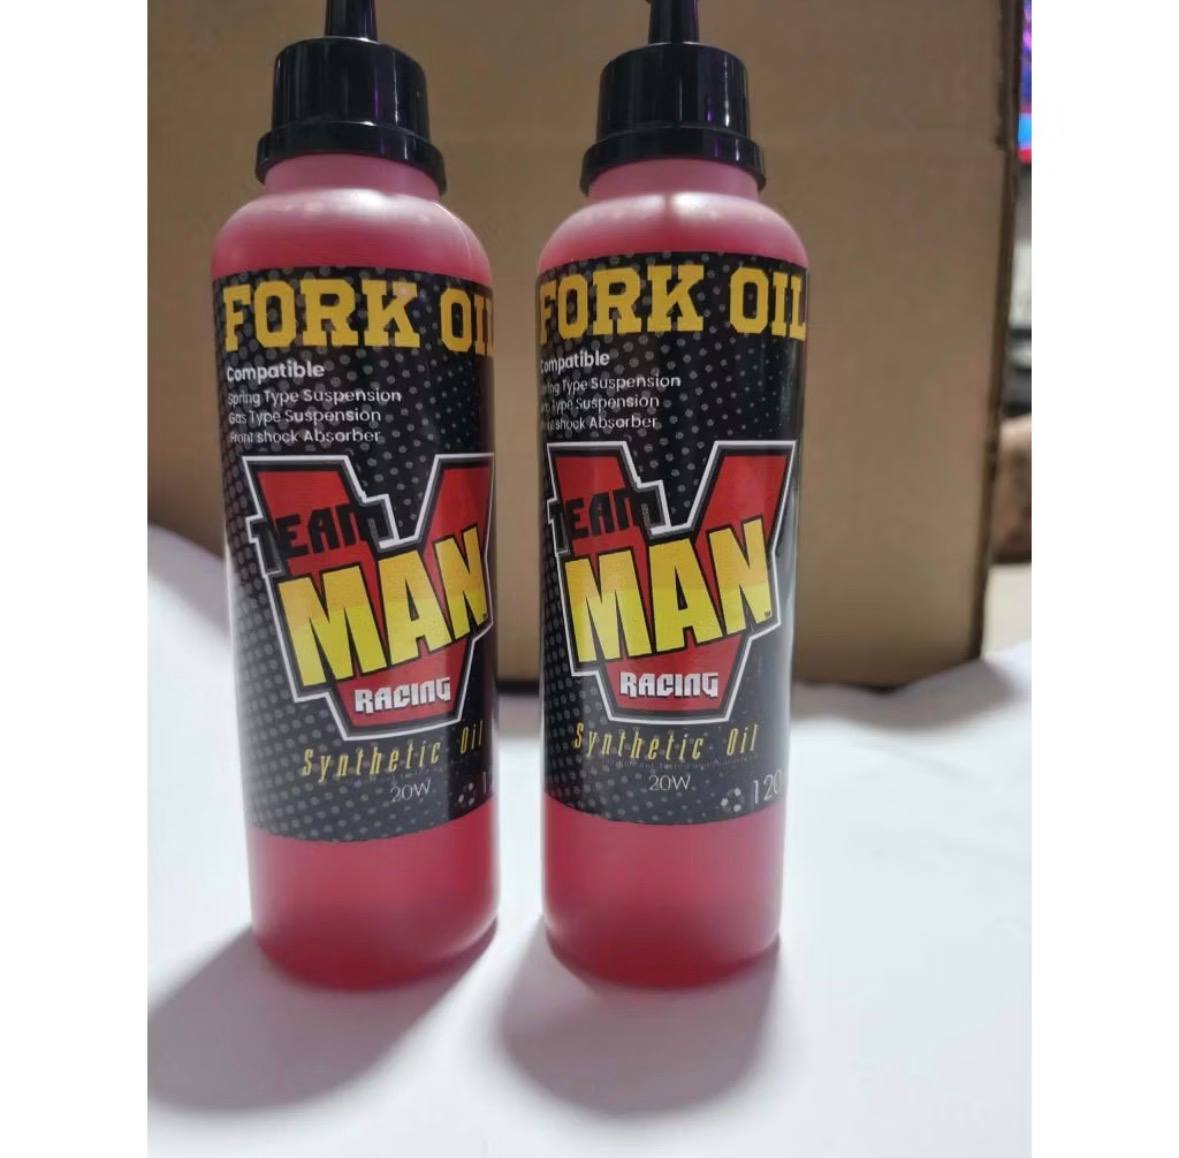 FORK OIL
Compatible
Spring Type Suspension
Gas Type Suspension
Front shock Absorber
TEAM
MAN
RACING
Synthetic Oil
20W
FORK OIL
Compatible
Type Suspension
Type Suspension
shock Absorber
TEAM
MAN
RACING
Synthetic Oil
20W
120